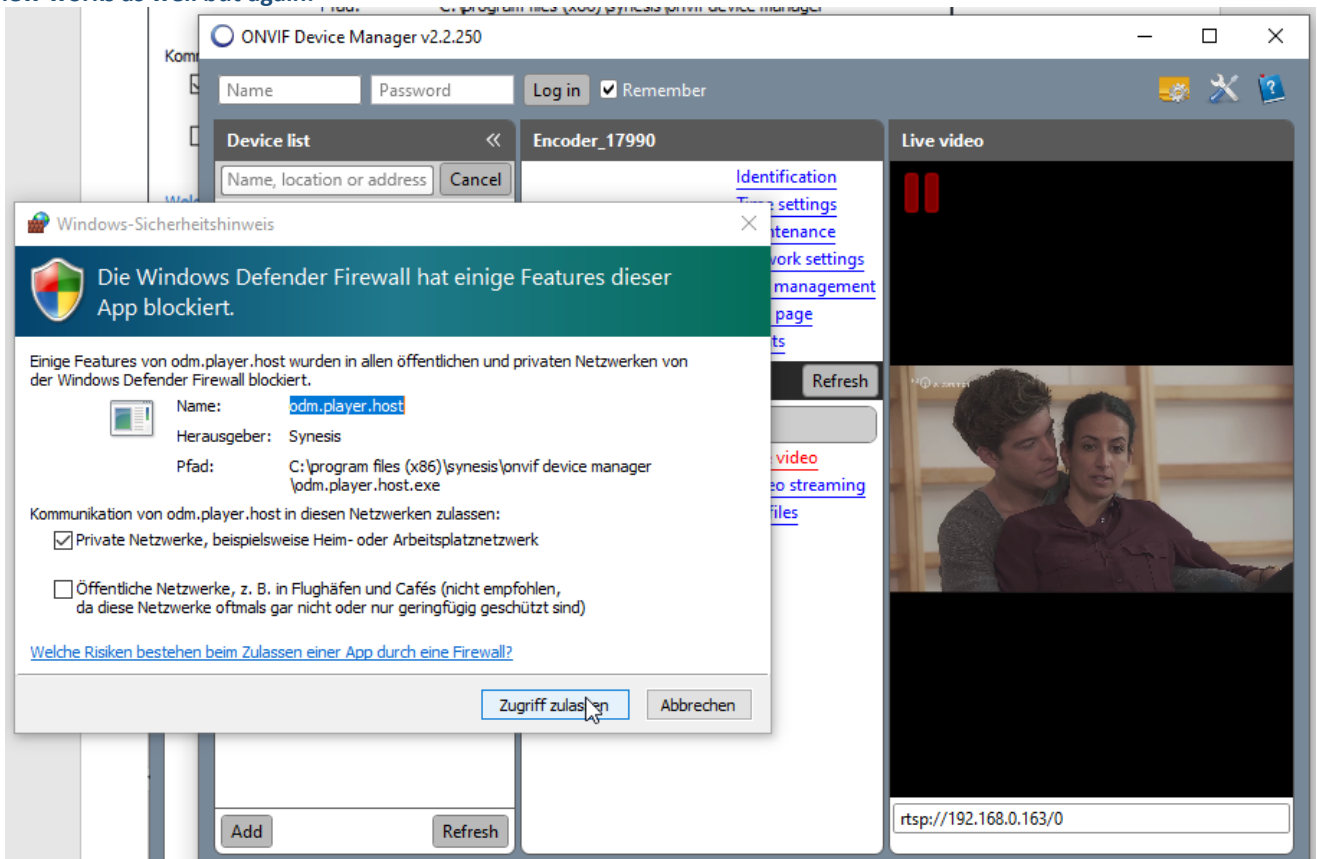 Pfad: C:\program files (x86)\synesis\onvif device manager
ONVIF Device Manager v2.2.250
Name
Password
Log in
Remember
Device list
«
Encoder_17990
Live video
Name, location or address
Cancel
Identification
settings
work settings
management
page
Refresh
video
streaming
Windows-Sicherheitshinweis
Die Windows Defender Firewall hat einige Features dieser
App blockiert.
Einige Features von odm.player.host wurden in allen öffentlichen und privaten Netzwerken von
der Windows Defender Firewall blockiert.
Name: odm.player.host
Herausgeber: Synesis
Pfad: C:\program files (x86)\synesis\onvif device manager
\odm.player.host.exe
Kommunikation von odm.player.host in diesen Netzwerken zulassen:
Private Netzwerke, beispielsweise Heim- oder Arbeitsplatznetzwerk
Öffentliche Netzwerke, z. B. in Flughäfen und Cafés (nicht empfohlen,
da diese Netzwerke oftmals gar nicht oder nur geringfügig geschützt sind)
Welche Risiken bestehen beim Zulassen einer App durch eine Firewall?
Zugriff zulassen
Abbrechen
Add
Refresh
rtsp://192.168.0.163/0